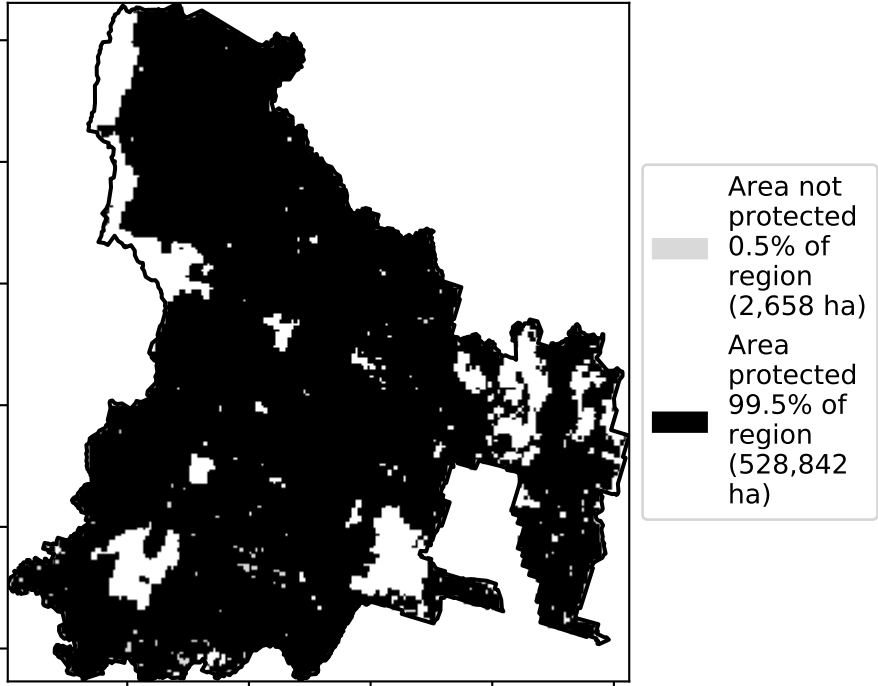 Area not
protected
0.5% of
region
(2,658 ha)
Area
protected
99.5% of
region
(528,842
ha)